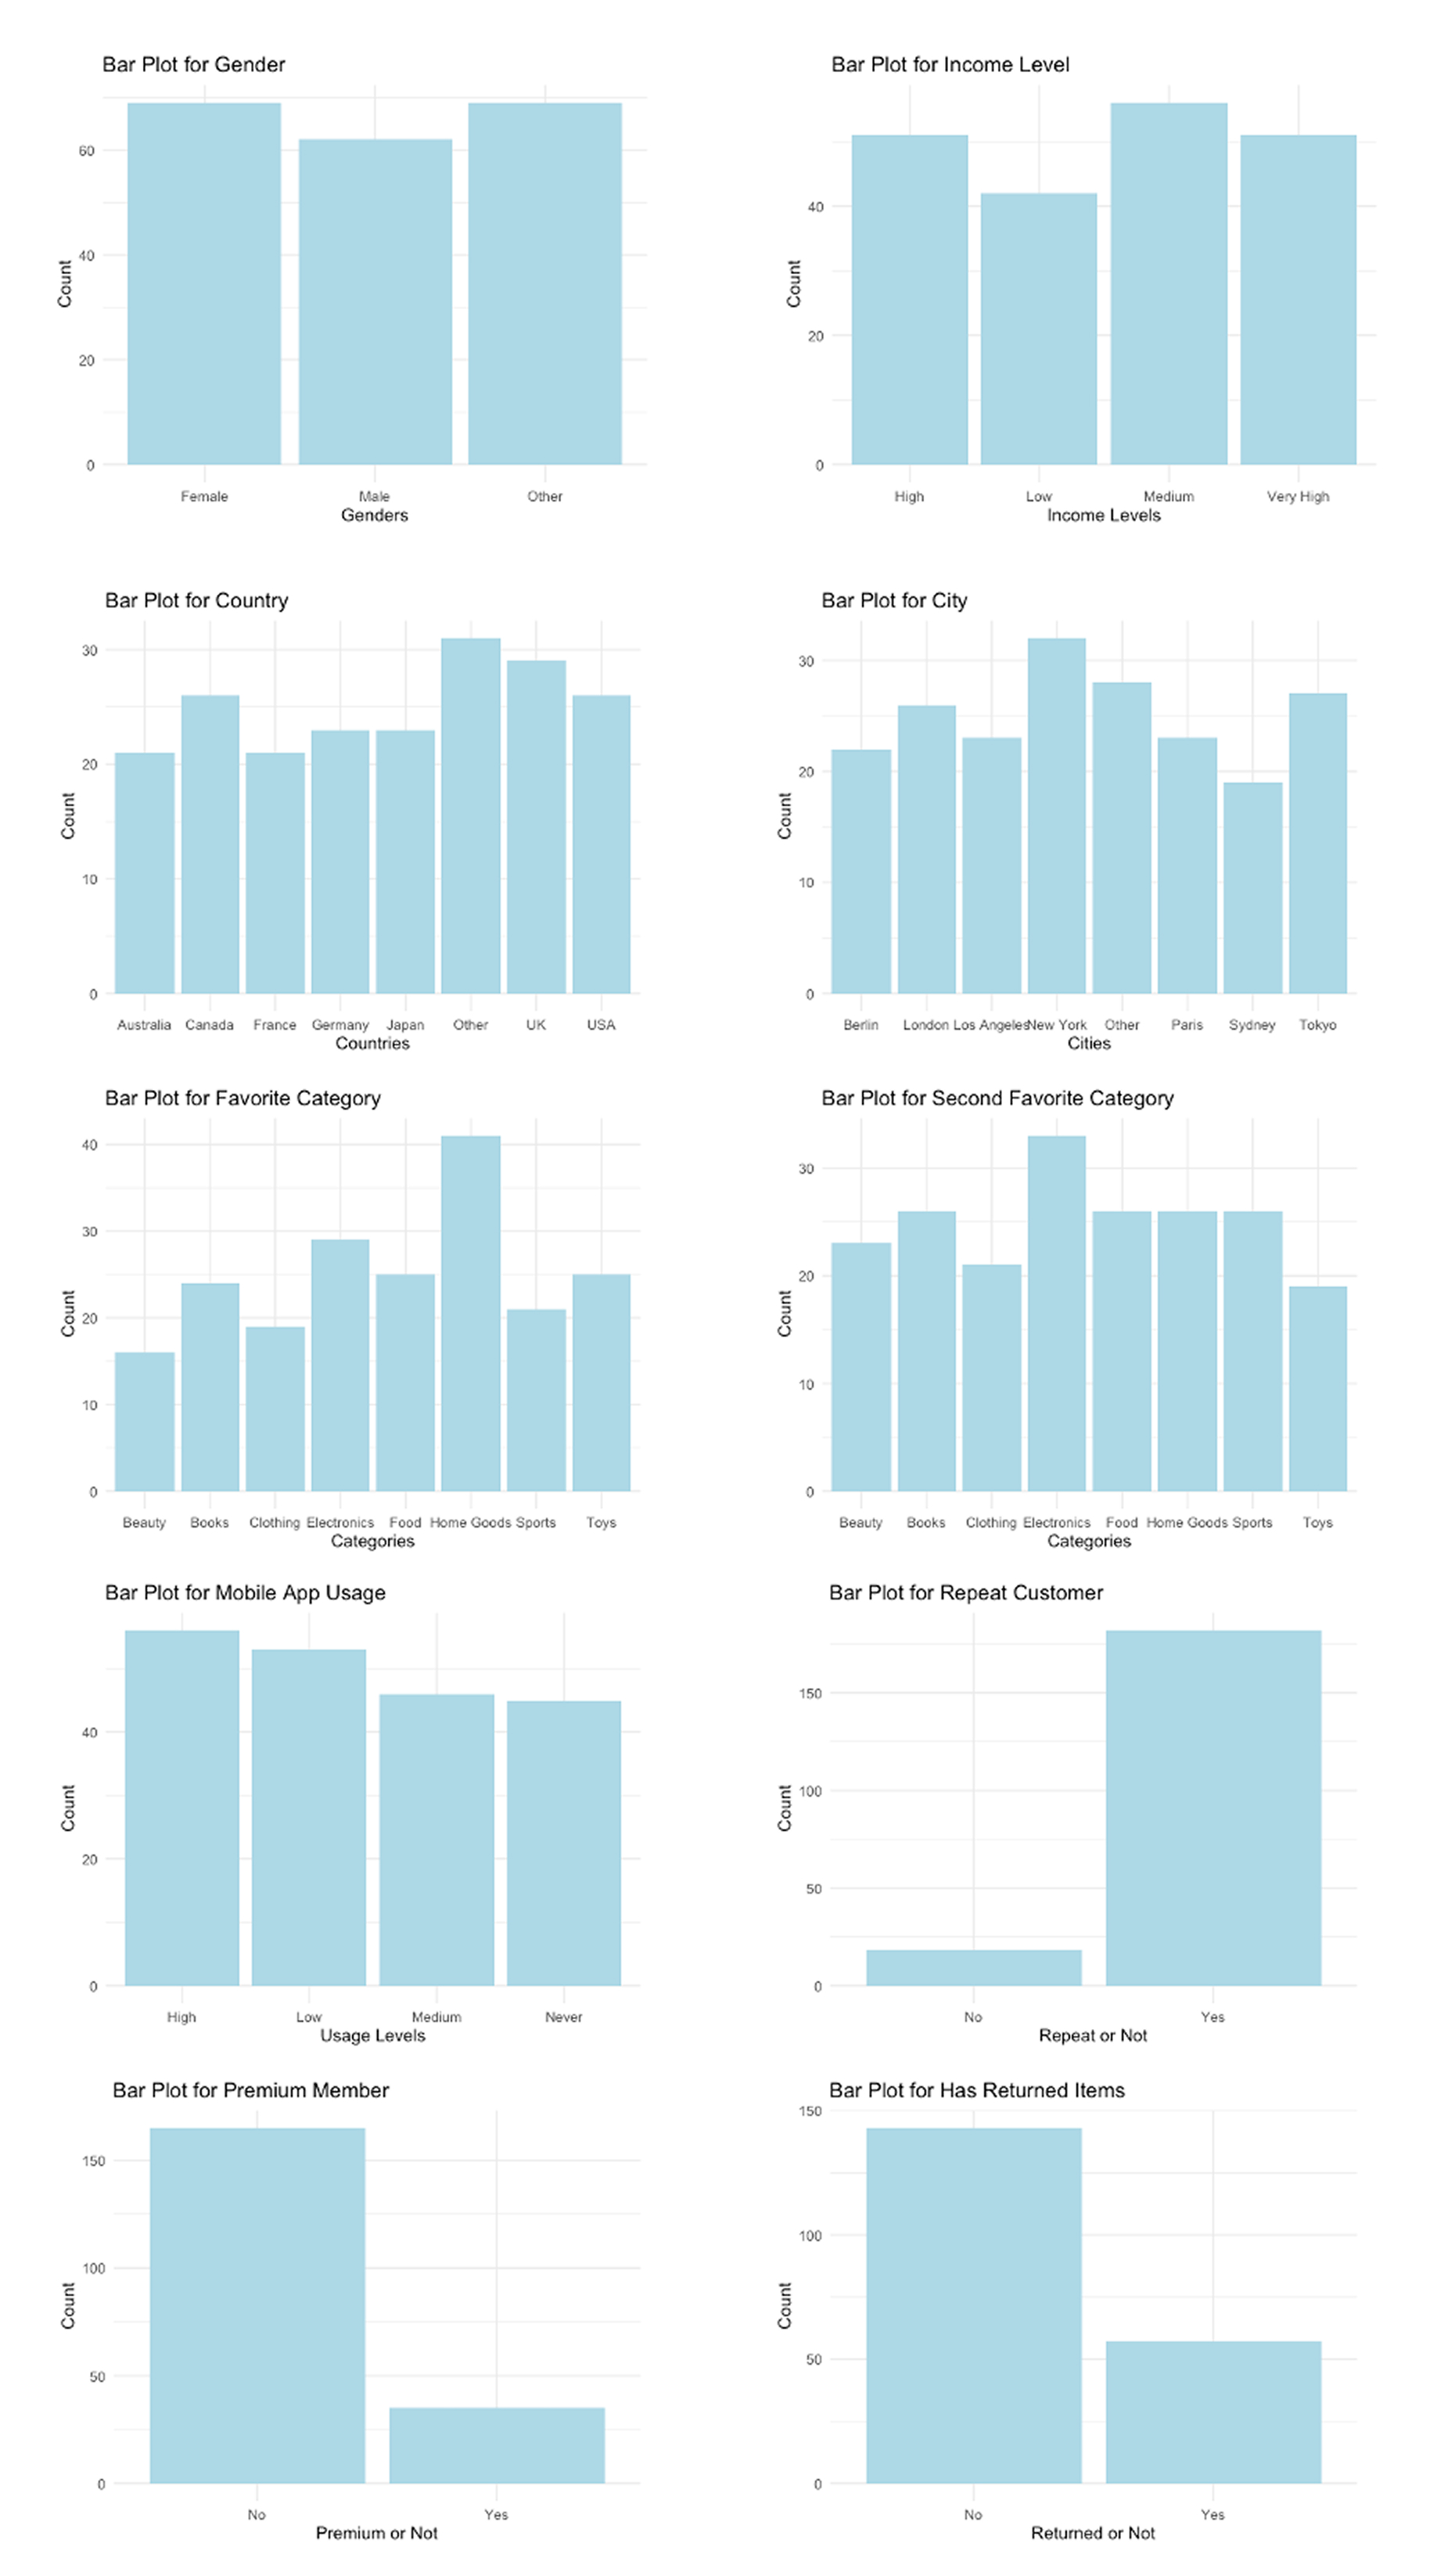 Bar Plot for Gender
60
40
20
0
Count
Female Male Other
Genders
Bar Plot for Income Level
40
20
0
Count
High Low Medium Very High
Income Levels
Bar Plot for Country
30
20
10
0
Count
Australia Canada France Germany Japan Other UK USA
Countries
Bar Plot for City
30
20
10
0
Count
Berlin London Los Angeles New York Other Paris Sydney Tokyo
Cities
Bar Plot for Favorite Category
40
30
20
10
0
Count
Beauty Books Clothing Electronics Food Home Goods Sports Toys
Categories
Bar Plot for Second Favorite Category
30
20
10
0
Count
Beauty Books Clothing Electronics Food Home Goods Sports Toys
Categories
Bar Plot for Mobile App Usage
40
20
0
Count
High Low Medium Never
Usage Levels
Bar Plot for Repeat Customer
150
100
50
0
Count
No Yes
Repeat or Not
Bar Plot for Premium Member
150
100
50
0
Count
No Yes
Premium or Not
Bar Plot for Has Returned Items
150
100
50
0
Count
No Yes
Returned or Not